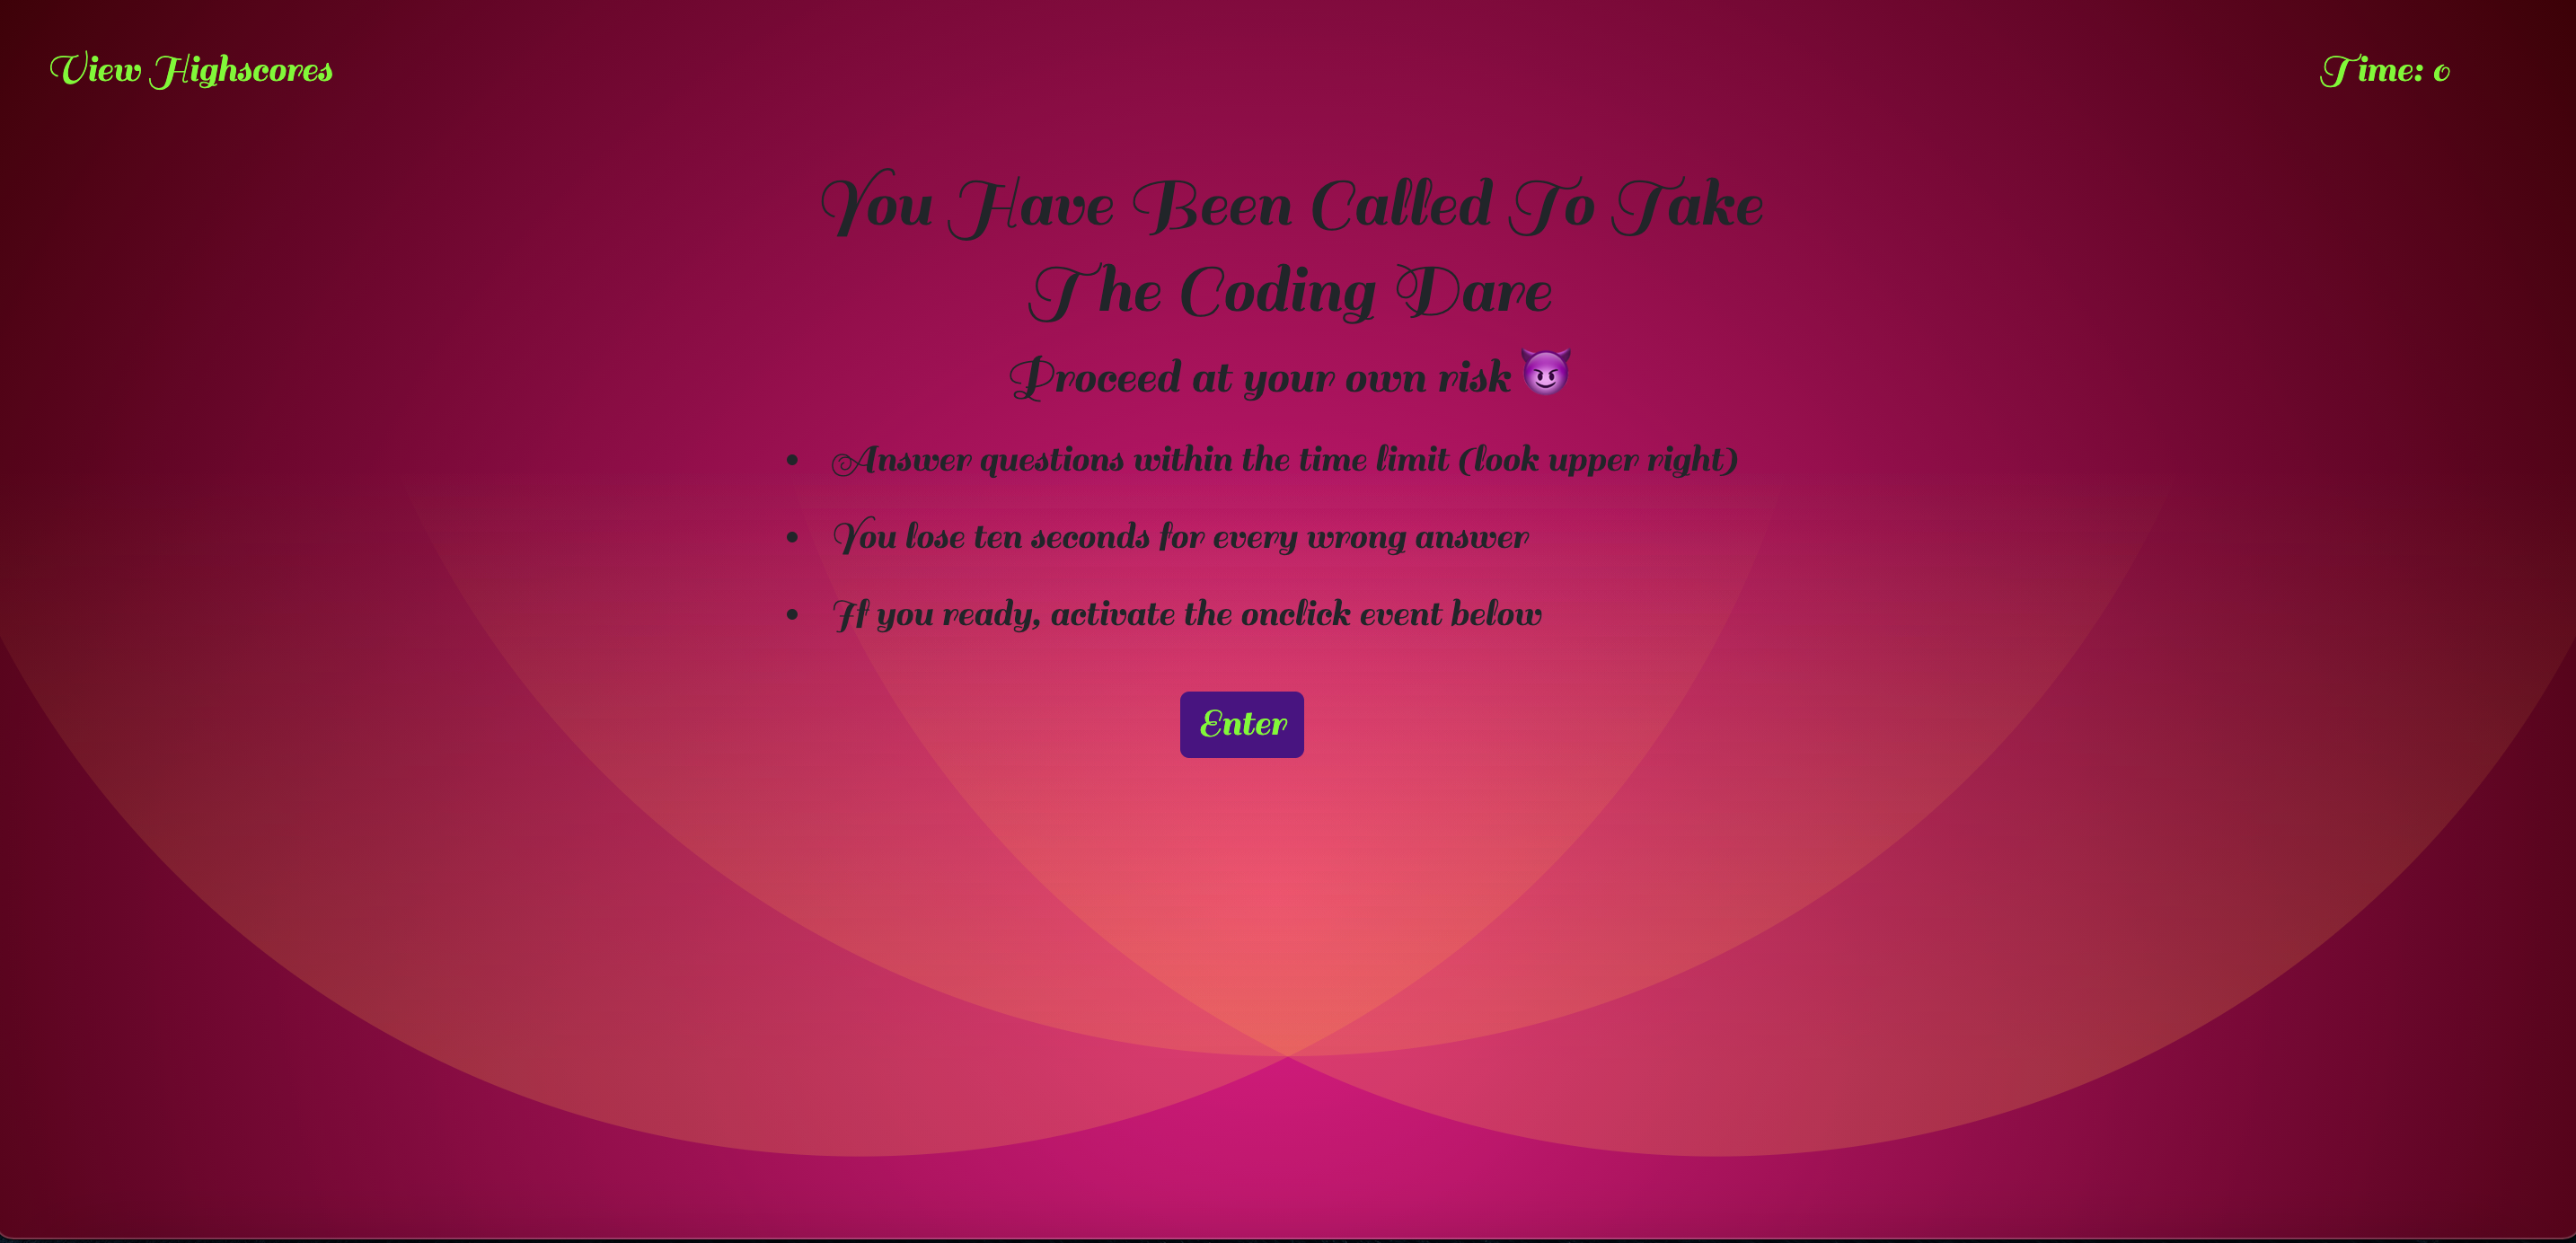 View Highscores
Time: 0
You Have Been Called To Take
The Coding Dare
Proceed at your own risk 😈
• Answer questions within the time limit (look upper right)
• You lose ten seconds for every wrong answer
• If you ready, activate the onclick event below
Enter